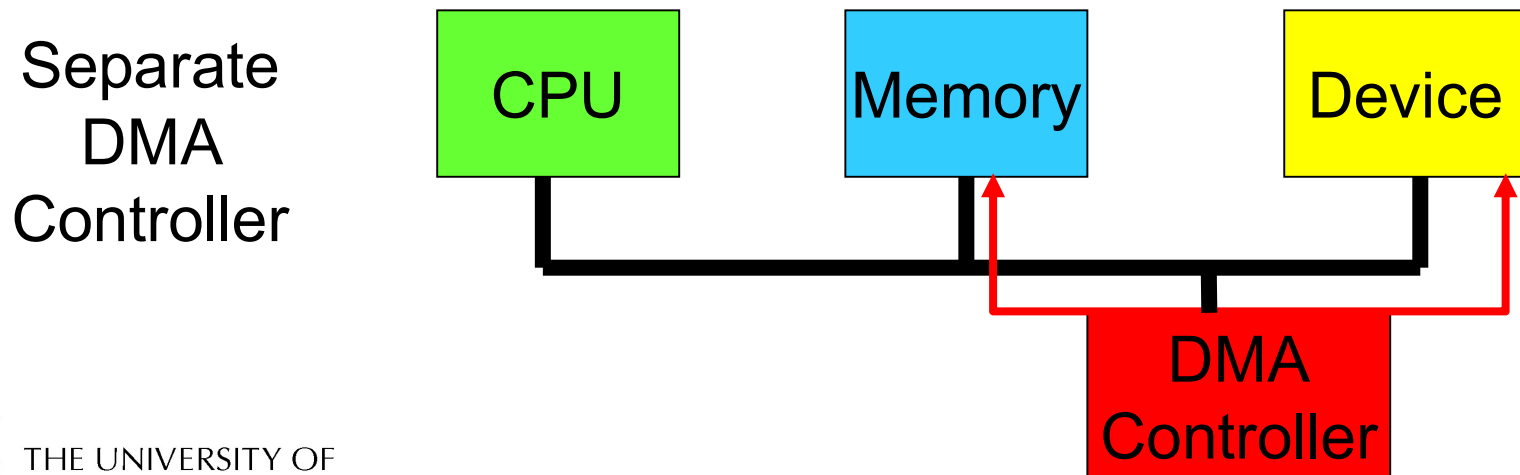 Separate
DMA
Controller
CPU
Memory
Device
DMA
Controller
THE UNIVERSITY OF